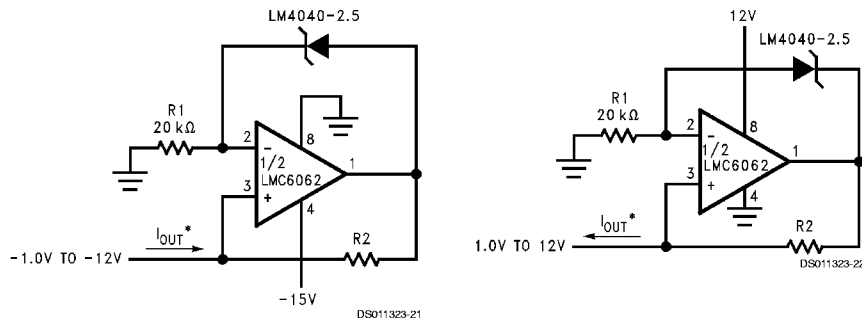 LM4040-2.5
R1
20 kΩ
2
−
8
1/2
LMC6062
1
3
+
4
IOUT*
R2
-1.0V TO -12V
-15V
DS011323-21
12V
LM4040-2.5
R1
20 kΩ
2
−
8
1/2
LMC6062
1
3
+
4
IOUT*
R2
1.0V TO 12V
DS011323-22